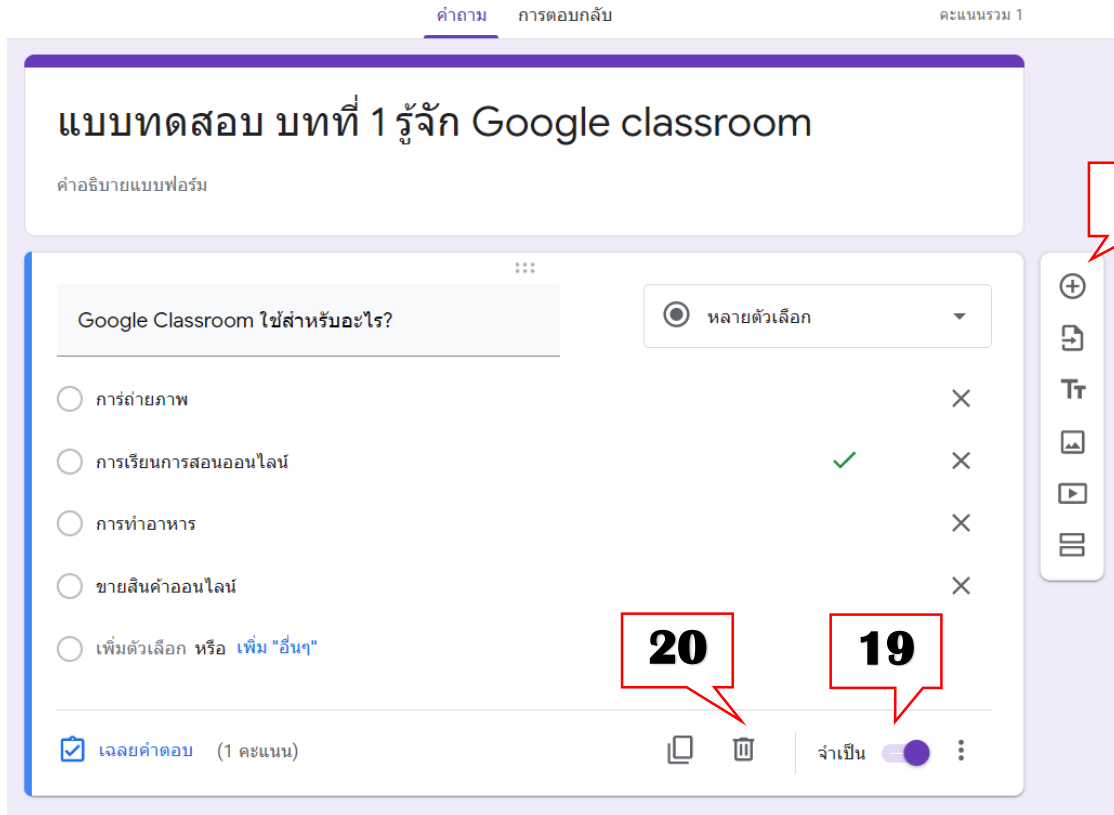 คำถาม การตอบกลับ คะแนนรวม 1
แบบทดสอบ บทที่ 1 รู้จัก Google classroom
คำอธิบายแบบฟอร์ม
Google Classroom ใช้สำหรับอะไร? หลายตัวเลือก
Tт
การ่ถ่ายภาพ
การเรียนการสอนออนไลน์
การทำอาหาร
ขายสินค้าออนไลน์
เพิ่มตัวเลือก หรือ เพิ่ม "อื่นๆ"
20 19
เฉลยคำตอบ (1 คะแนน) จำเป็น